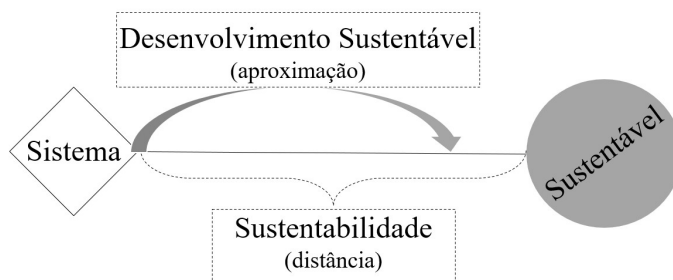 Desenvolvimento Sustentável
(aproximação)
Sistema
Sustentável
Sustentabilidade
(distância)